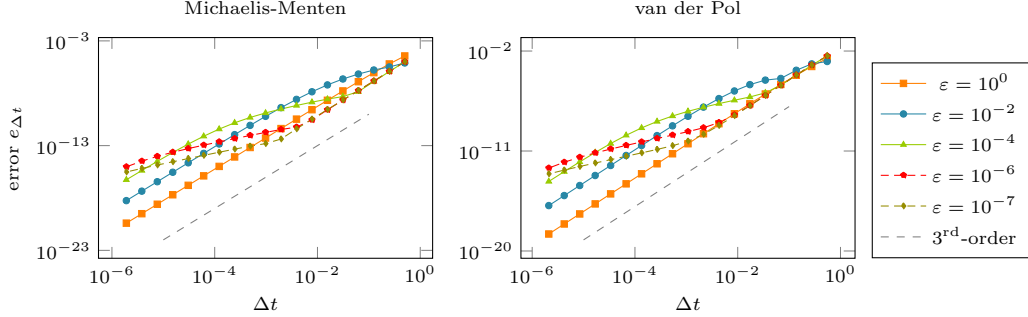 Michaelis-Menten
van der Pol
error e_{Δt}
10^{-3}
10^{-13}
10^{-23}
10^{-6} 10^{-4} 10^{-2} 10^{0}
Δt
10^{-2}
10^{-11}
10^{-20}
10^{-6} 10^{-4} 10^{-2} 10^{0}
Δt
ε = 10^{0}
ε = 10^{-2}
ε = 10^{-4}
ε = 10^{-6}
ε = 10^{-7}
3^{rd}-order